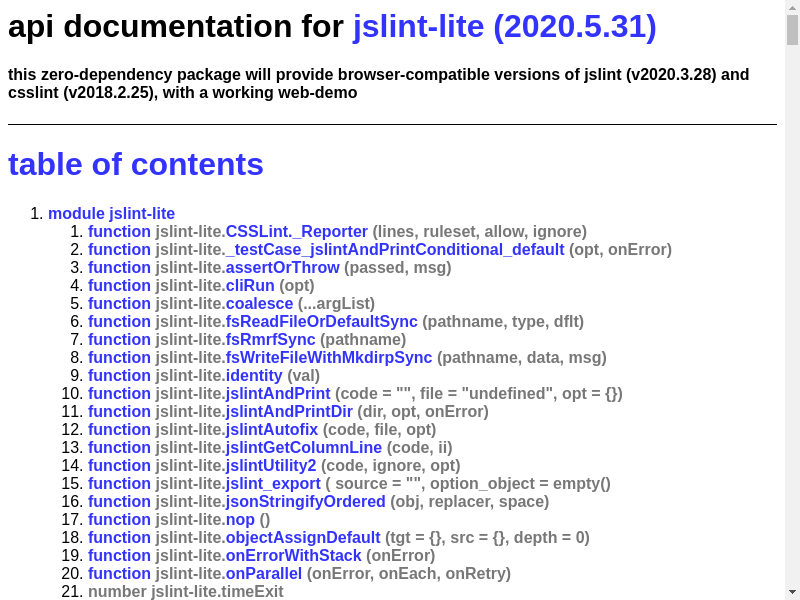 api documentation for jslint-lite (2020.5.31)
this zero-dependency package will provide browser-compatible versions of jslint (v2020.3.28) and
csslint (v2018.2.25), with a working web-demo
table of contents
1. module jslint-lite
1. function jslint-lite.CSSLint._Reporter (lines, ruleset, allow, ignore)
2. function jslint-lite._testCase_jslintAndPrintConditional_default (opt, onError)
3. function jslint-lite.assertOrThrow (passed, msg)
4. function jslint-lite.cliRun (opt)
5. function jslint-lite.coalesce (...argList)
6. function jslint-lite.fsReadFileOrDefaultSync (pathname, type, dflt)
7. function jslint-lite.fsRmrfSync (pathname)
8. function jslint-lite.fsWriteFileWithMkdirpSync (pathname, data, msg)
9. function jslint-lite.identity (val)
10. function jslint-lite.jslintAndPrint (code = "", file = "undefined", opt = {})
11. function jslint-lite.jslintAndPrintDir (dir, opt, onError)
12. function jslint-lite.jslintAutofix (code, file, opt)
13. function jslint-lite.jslintGetColumnLine (code, ii)
14. function jslint-lite.jslintUtility2 (code, ignore, opt)
15. function jslint-lite.jslint_export ( source = "", option_object = empty()
16. function jslint-lite.jsonStringifyOrdered (obj, replacer, space)
17. function jslint-lite.nop ()
18. function jslint-lite.objectAssignDefault (tgt = {}, src = {}, depth = 0)
19. function jslint-lite.onErrorWithStack (onError)
20. function jslint-lite.onParallel (onError, onEach, onRetry)
21. number jslint-lite.timeExit